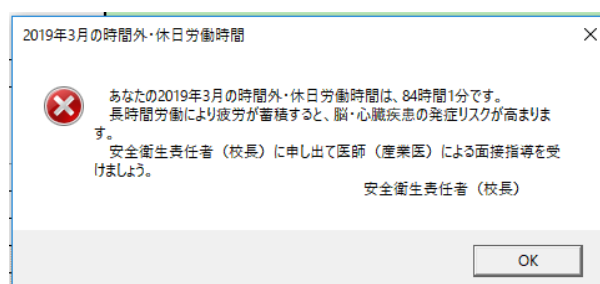 2019年3月の時間外・休日労働時間
あなたの2019年3月の時間外・休日労働時間は、84時間1分です。
長時間労働により疲労が蓄積すると、脳・心臓疾患の発症リスクが高まりま
す。
安全衛生責任者（校長）に申し出て医師（産業医）による面接指導を受
けましょう。
安全衛生責任者（校長）
OK